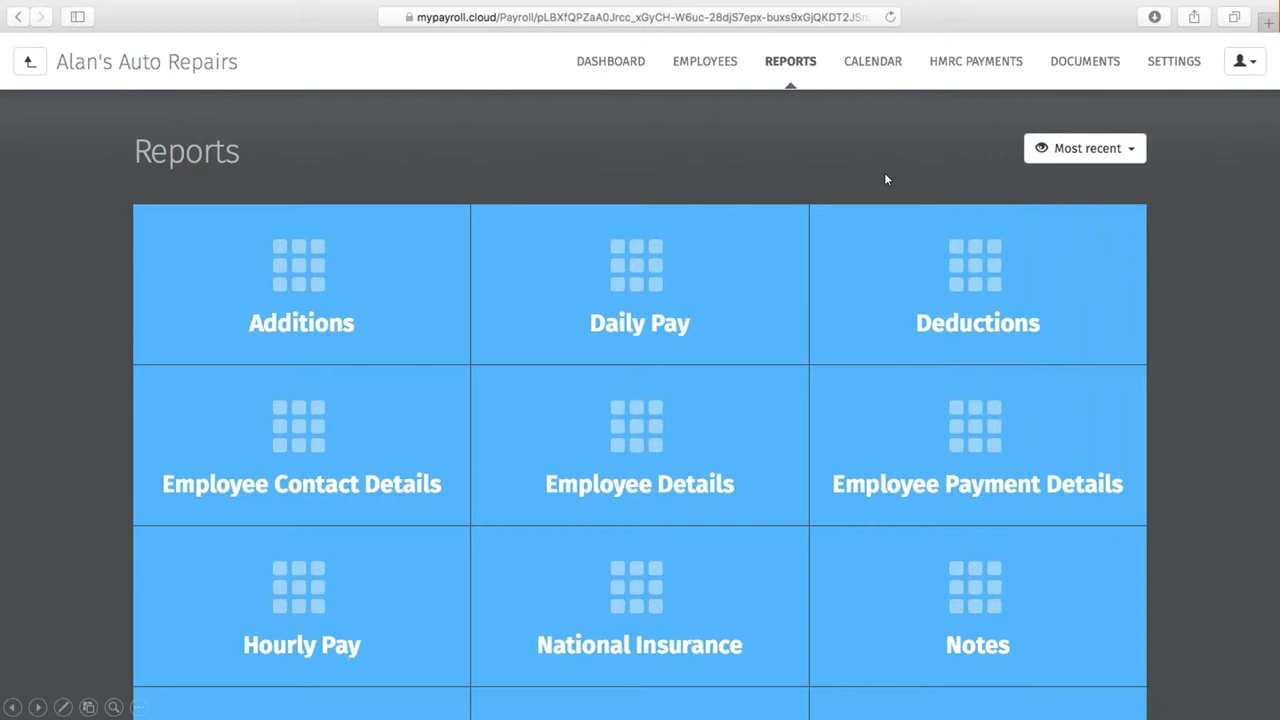 mypayroll.cloud/Payroll/pLBXfQPZaA0Jrcc_xGyCH-W6uc-28djS7epx-buxs9xGjQKDT2JSn
Alan's Auto Repairs
DASHBOARD
EMPLOYEES
REPORTS
CALENDAR
HMRC PAYMENTS
DOCUMENTS
SETTINGS
Reports
Most recent
Additions
Daily Pay
Deductions
Employee Contact Details
Employee Details
Employee Payment Details
Hourly Pay
National Insurance
Notes